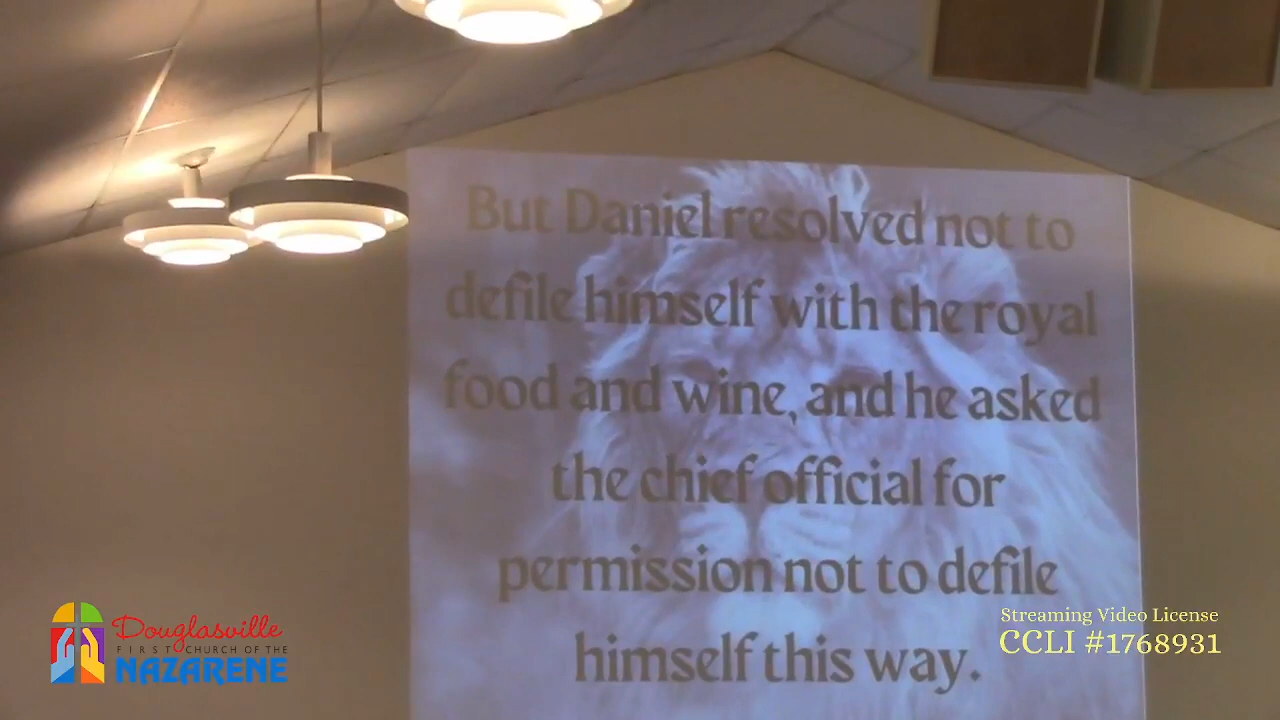 But Daniel resolved not to
defile himself with the royal
food and wine, and he asked
the chief official for
permission not to defile
himself this way.
Douglasville
FIRST CHURCH OF THE
NAZARENE
Streaming Video License
CCLI #1768931